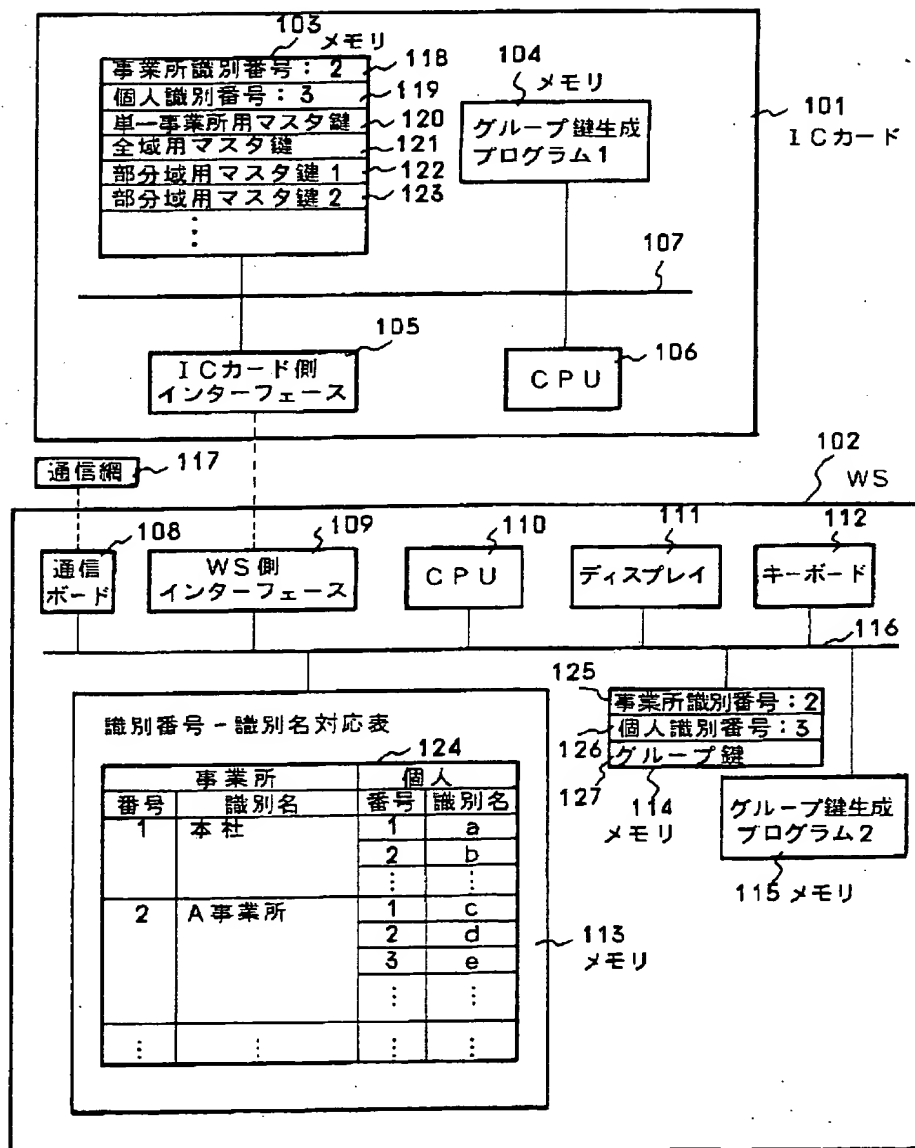 103
メモリ
事業所識別番号:2
118
個人識別番号:3
119
単一事業所用マスタ鍵
120
全域用マスタ鍵
121
部分域用マスタ鍵1
122
部分域用マスタ鍵2
123
⋮
104
メモリ
グループ鍵生成
プログラム1
101
ICカード
107
105
ICカード側
インターフェース
106
CPU
通信網
117
102
WS
108
通信
ボード
109
WS側
インターフェース
110
CPU
111
ディスプレイ
112
キーボード
116
識別番号-識別名対応表
124
事業所 個人
番号 識別名 番号 識別名
1 本社 1 a
2 b
⋮ ⋮
2 A事業所 1 c
2 d
3 e
⋮ ⋮
⋮ ⋮ ⋮ ⋮
113
メモリ
125
事業所識別番号:2
126
個人識別番号:3
127
グループ鍵
114
メモリ
グループ鍵生成
プログラム2
115 メモリ